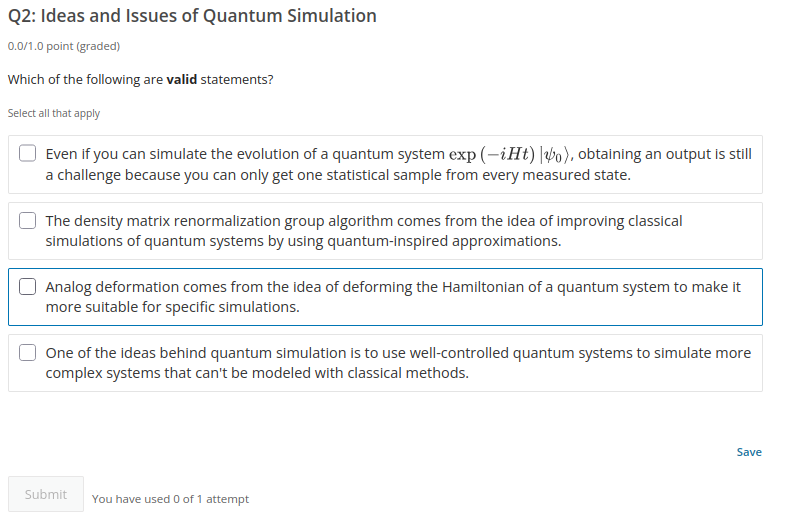 Q2: Ideas and Issues of Quantum Simulation
0.0/1.0 point (graded)
Which of the following are valid statements?
Select all that apply
Even if you can simulate the evolution of a quantum system exp (−iHt) |ψ₀⟩, obtaining an output is still
a challenge because you can only get one statistical sample from every measured state.
The density matrix renormalization group algorithm comes from the idea of improving classical
simulations of quantum systems by using quantum-inspired approximations.
Analog deformation comes from the idea of deforming the Hamiltonian of a quantum system to make it
more suitable for specific simulations.
One of the ideas behind quantum simulation is to use well-controlled quantum systems to simulate more
complex systems that can't be modeled with classical methods.
Save
Submit
You have used 0 of 1 attempt